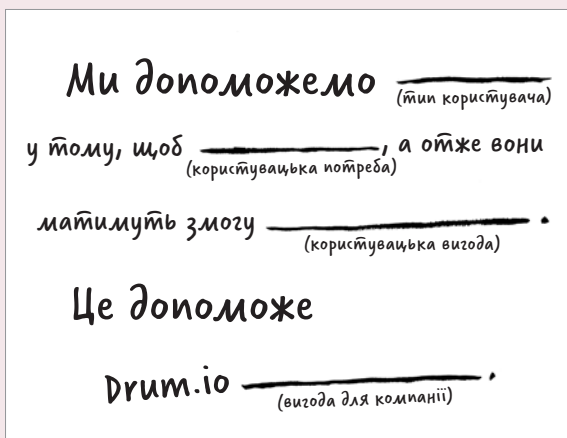 Ми допоможемо
(тип користувача)
у тому, щоб , а отже вони
(користувацька потреба)
матимуть змогу .
(користувацька вигода)
Це допоможе
Drum.io .
(вигода для компанії)